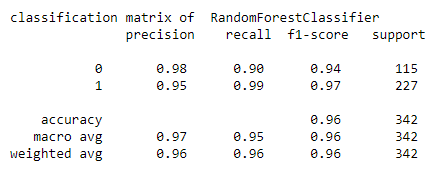 classification matrix of  RandomForestClassifier
precision    recall  f1-score   support
0       0.98      0.90      0.94       115
1       0.95      0.99      0.97       227
accuracy                           0.96       342
macro avg       0.97      0.95      0.96       342
weighted avg       0.96      0.96      0.96       342